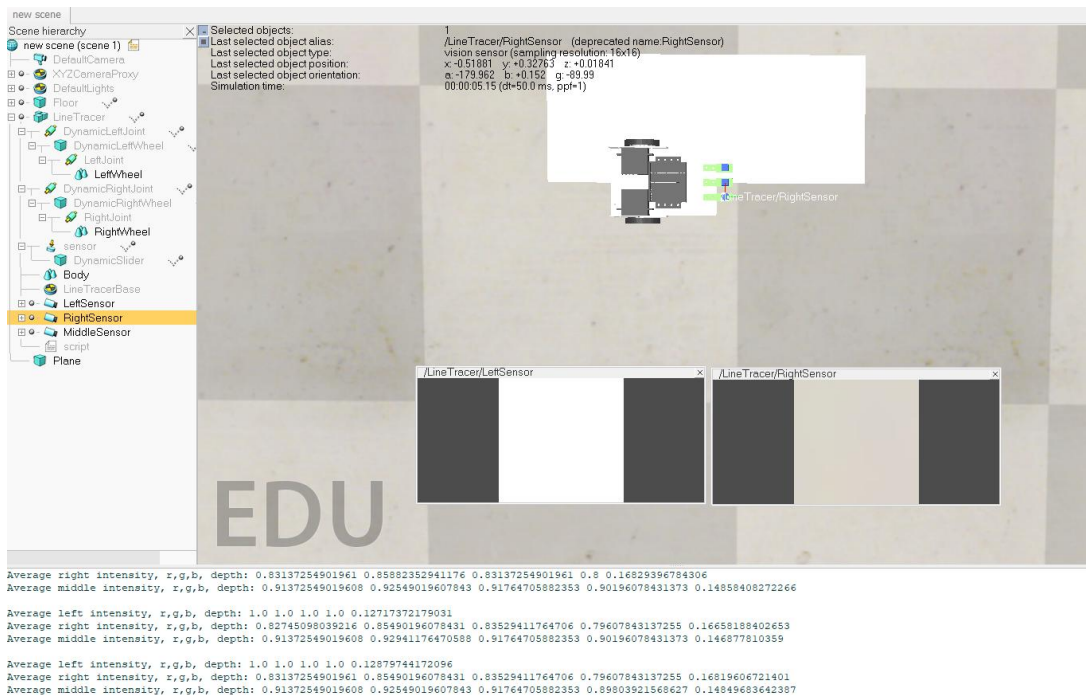 new scene
Scene hierarchy
new scene (scene 1)
DefaultCamera
XYZCameraProxy
DefaultLights
Floor
LineTracer
DynamicLeftJoint
DynamicLeftWheel
LeftJoint
LeftWheel
DynamicRightJoint
DynamicRightWheel
RightJoint
RightWheel
sensor
DynamicSlider
Body
LineTracerBase
LeftSensor
RightSensor
MiddleSensor
script
Plane
Selected objects: 1
Last selected object alias: /LineTracer/RightSensor (deprecated name:RightSensor)
Last selected object type: vision sensor (sampling resolution: 16x16)
Last selected object position: x: -0.51881 y: +0.32763 z: +0.01841
Last selected object orientation: a: -179.962 b: +0.152 g: -89.99
Simulation time: 00:00:05.15 (dt=50.0 ms, ppf=1)
neTracer/RightSensor
/LineTracer/LeftSensor
/LineTracer/RightSensor
EDU
Average right intensity, r,g,b, depth: 0.83137254901961 0.85882352941176 0.83137254901961 0.8 0.16829396784306
Average middle intensity, r,g,b, depth: 0.91372549019608 0.92549019607843 0.91764705882353 0.90196078431373 0.14858408272266
Average left intensity, r,g,b, depth: 1.0 1.0 1.0 1.0 0.12717372179031
Average right intensity, r,g,b, depth: 0.82745098039216 0.85490196078431 0.83529411764706 0.79607843137255 0.16658188402653
Average middle intensity, r,g,b, depth: 0.91372549019608 0.92941176470588 0.91764705882353 0.90196078431373 0.146877810359
Average left intensity, r,g,b, depth: 1.0 1.0 1.0 1.0 0.12879744172096
Average right intensity, r,g,b, depth: 0.83137254901961 0.85490196078431 0.83529411764706 0.79607843137255 0.16819606721401
Average middle intensity, r,g,b, depth: 0.91372549019608 0.92549019607843 0.91764705882353 0.89803921568627 0.14849683642387